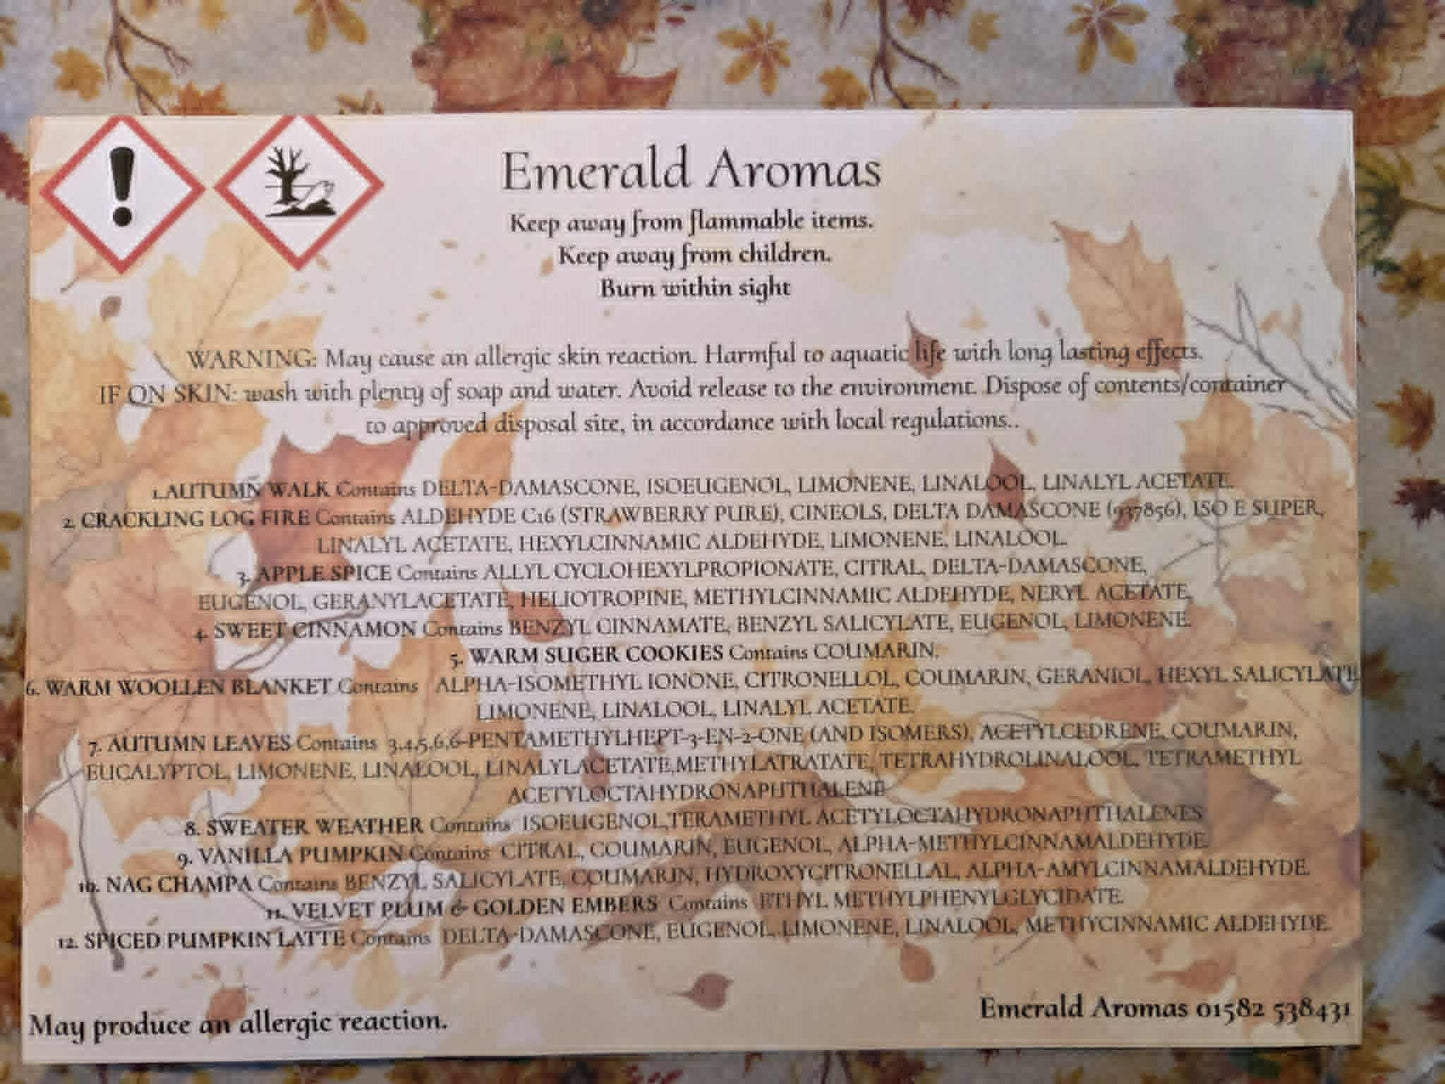 Emerald Aromas
Keep away from flammable items.
Keep away from children.
Burn within sight
WARNING: May cause an allergic skin reaction. Harmful to aquatic life with long lasting effects.
IF ON SKIN: wash with plenty of soap and water. Avoid release to the environment. Dispose of contents/container
to approved disposal site, in accordance with local regulations..
1.AUTUMN WALK Contains DELTA-DAMASCONE, ISOEUGENOL, LIMONENE, LINALOOL, LINALYL ACETATE.
2. CRACKLING LOG FIRE Contains ALDEHYDE C16 (STRAWBERRY PURE), CINEOLS, DELTA DAMASCONE (937856), ISO E SUPER,
LINALYL ACETATE, HEXYLCINNAMIC ALDEHYDE, LIMONENE, LINALOOL.
3. APPLE SPICE Contains ALLYL CYCLOHEXYLPROPIONATE, CITRAL, DELTA-DAMASCONE,
EUGENOL, GERANYLACETATE, HELIOTROPINE, METHYLCINNAMIC ALDEHYDE, NERYL ACETATE,
4. SWEET CINNAMON Contains BENZYL CINNAMATE, BENZYL SALICYLATE, EUGENOL, LIMONENE.
5. WARM SUGER COOKIES Contains COUMARIN.
6. WARM WOOLLEN BLANKET Contains ALPHA-ISOMETHYL IONONE, CITRONELLOL, COUMARIN, GERANIOL, HEXYL SALICYLATE,
LIMONENE, LINALOOL, LINALYL ACETATE.
7. AUTUMN LEAVES Contains 3,4,5,6,6-PENTAMETHYLHEPT-3-EN-2-ONE (AND ISOMERS), ACETYLCEDRENE, COUMARIN,
EUCALYPTOL, LIMONENE, LINALOOL, LINALYLACETATE,METHYLATRATATE, TETRAHYDROLINALOOL, TETRAMETHYL
ACETYLOCTAHYDRONAPHTHALENE
8. SWEATER WEATHER Contains ISOEUGENOL,TERAMETHYL ACETYLOCTAHYDRONAPHTHALENES
9. VANILLA PUMPKIN Contains CITRAL, COUMARIN, EUGENOL, ALPHA-METHYLCINNAMALDEHYDE.
10. NAG CHAMPA Contains BENZYL SALICYLATE, COUMARIN, HYDROXYCITRONELLAL, ALPHA-AMYLCINNAMALDEHYDE.
11. VELVET PLUM & GOLDEN EMBERS Contains ETHYL METHYLPHENYLGLYCIDATE.
12. SPICED PUMPKIN LATTE Contains DELTA-DAMASCONE, EUGENOL, LIMONENE, LINALOOL, METHYCINNAMIC ALDEHYDE.
May produce an allergic reaction.
Emerald Aromas 01582 538431